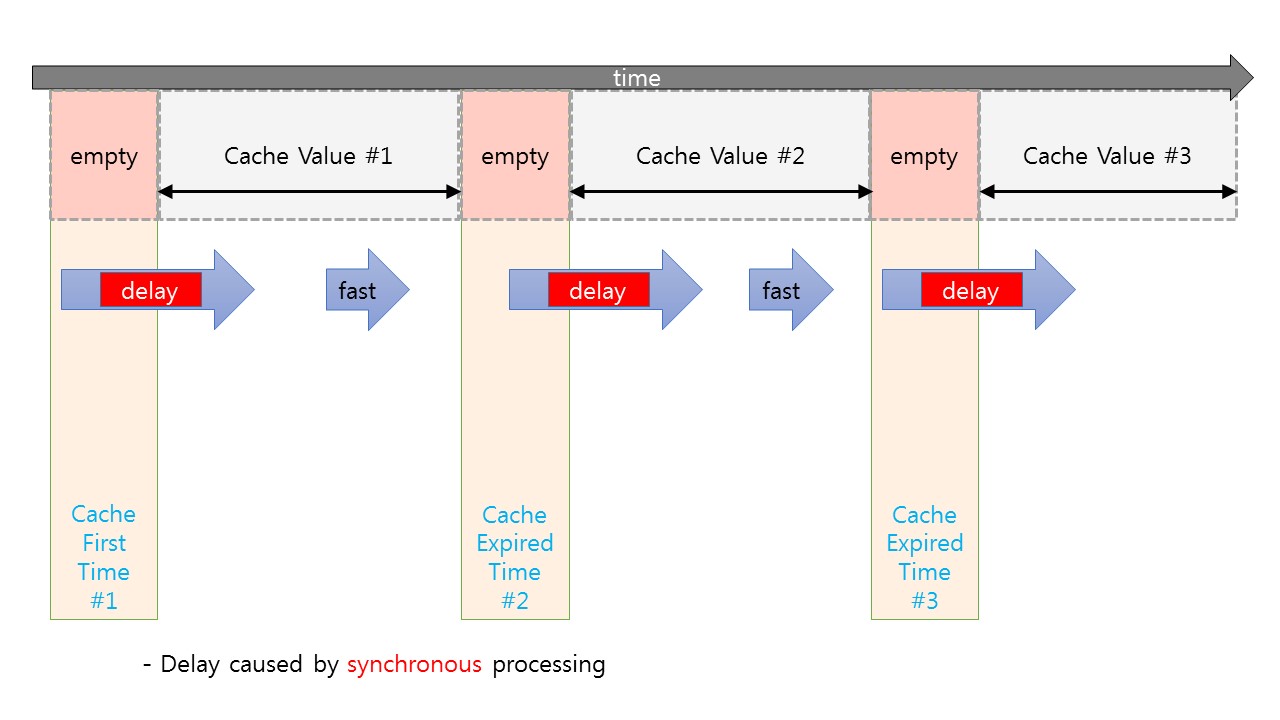 time
empty
Cache Value #1
empty
Cache Value #2
empty
Cache Value #3
delay
fast
delay
fast
delay
Cache
First
Time
#1
Cache
Expired
Time
#2
Cache
Expired
Time
#3
- Delay caused by synchronous processing